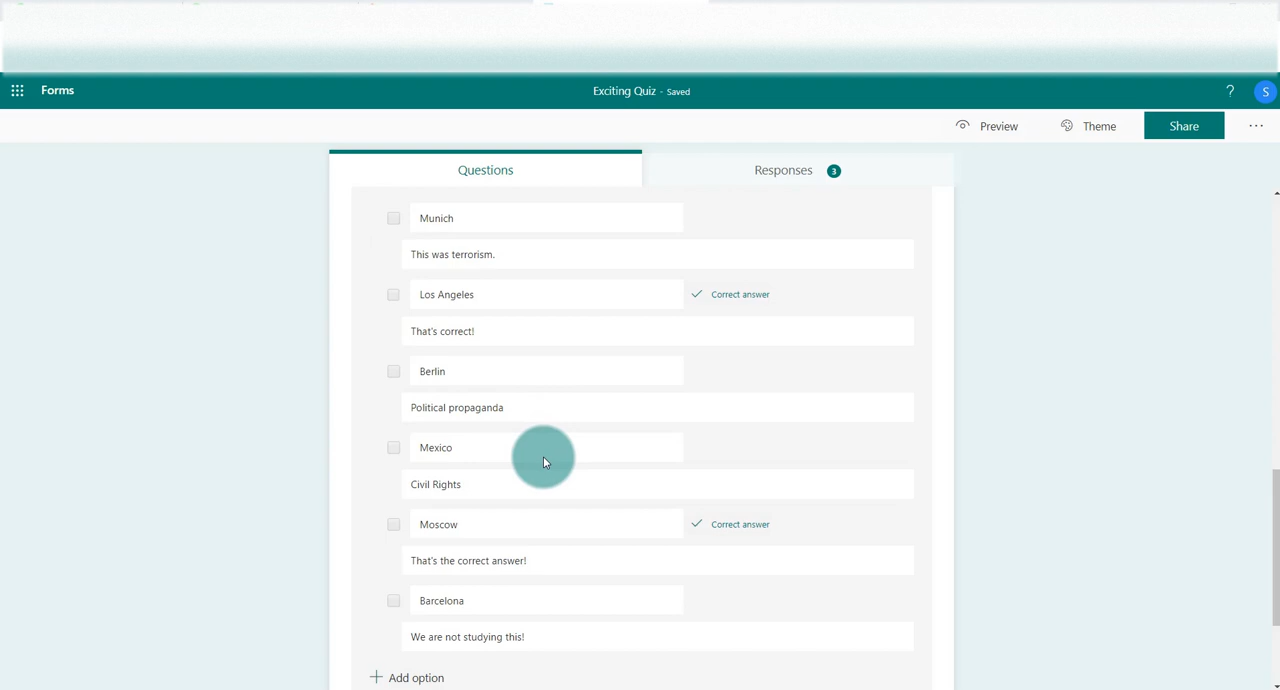 Forms
Exciting Quiz - Saved
?
S
Preview
Theme
Share
...
Questions
Responses 3
Munich
This was terrorism.
Los Angeles
Correct answer
That's correct!
Berlin
Political propaganda
Mexico
Civil Rights
Moscow
Correct answer
That's the correct answer!
Barcelona
We are not studying this!
+ Add option